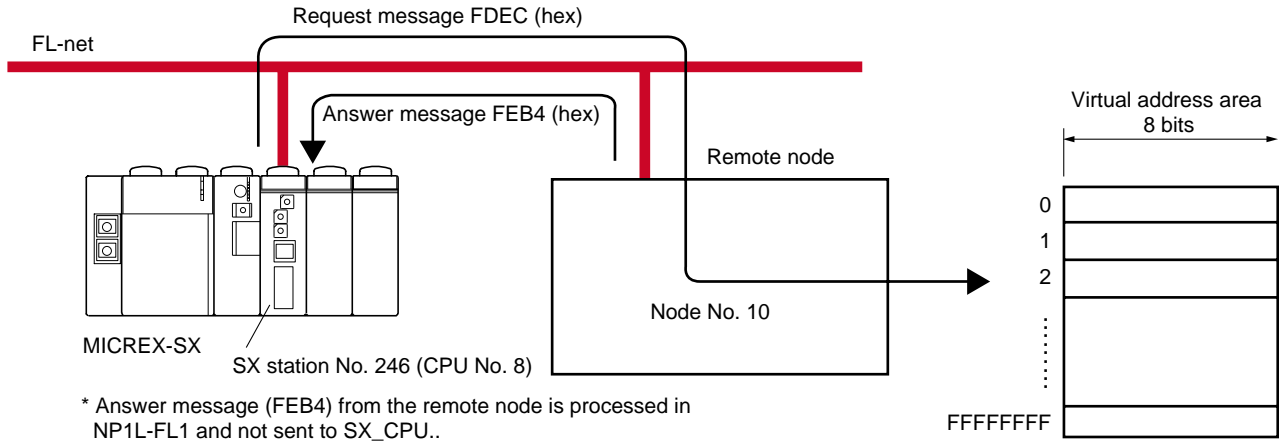 Request message FDEC (hex)
FL-net
Answer message FEB4 (hex)
Virtual address area
8 bits
Remote node
0
1
2
Node No. 10
MICREX-SX
SX station No. 246 (CPU No. 8)
* Answer message (FEB4) from the remote node is processed in
NP1L-FL1 and not sent to SX_CPU..
FFFFFFFF